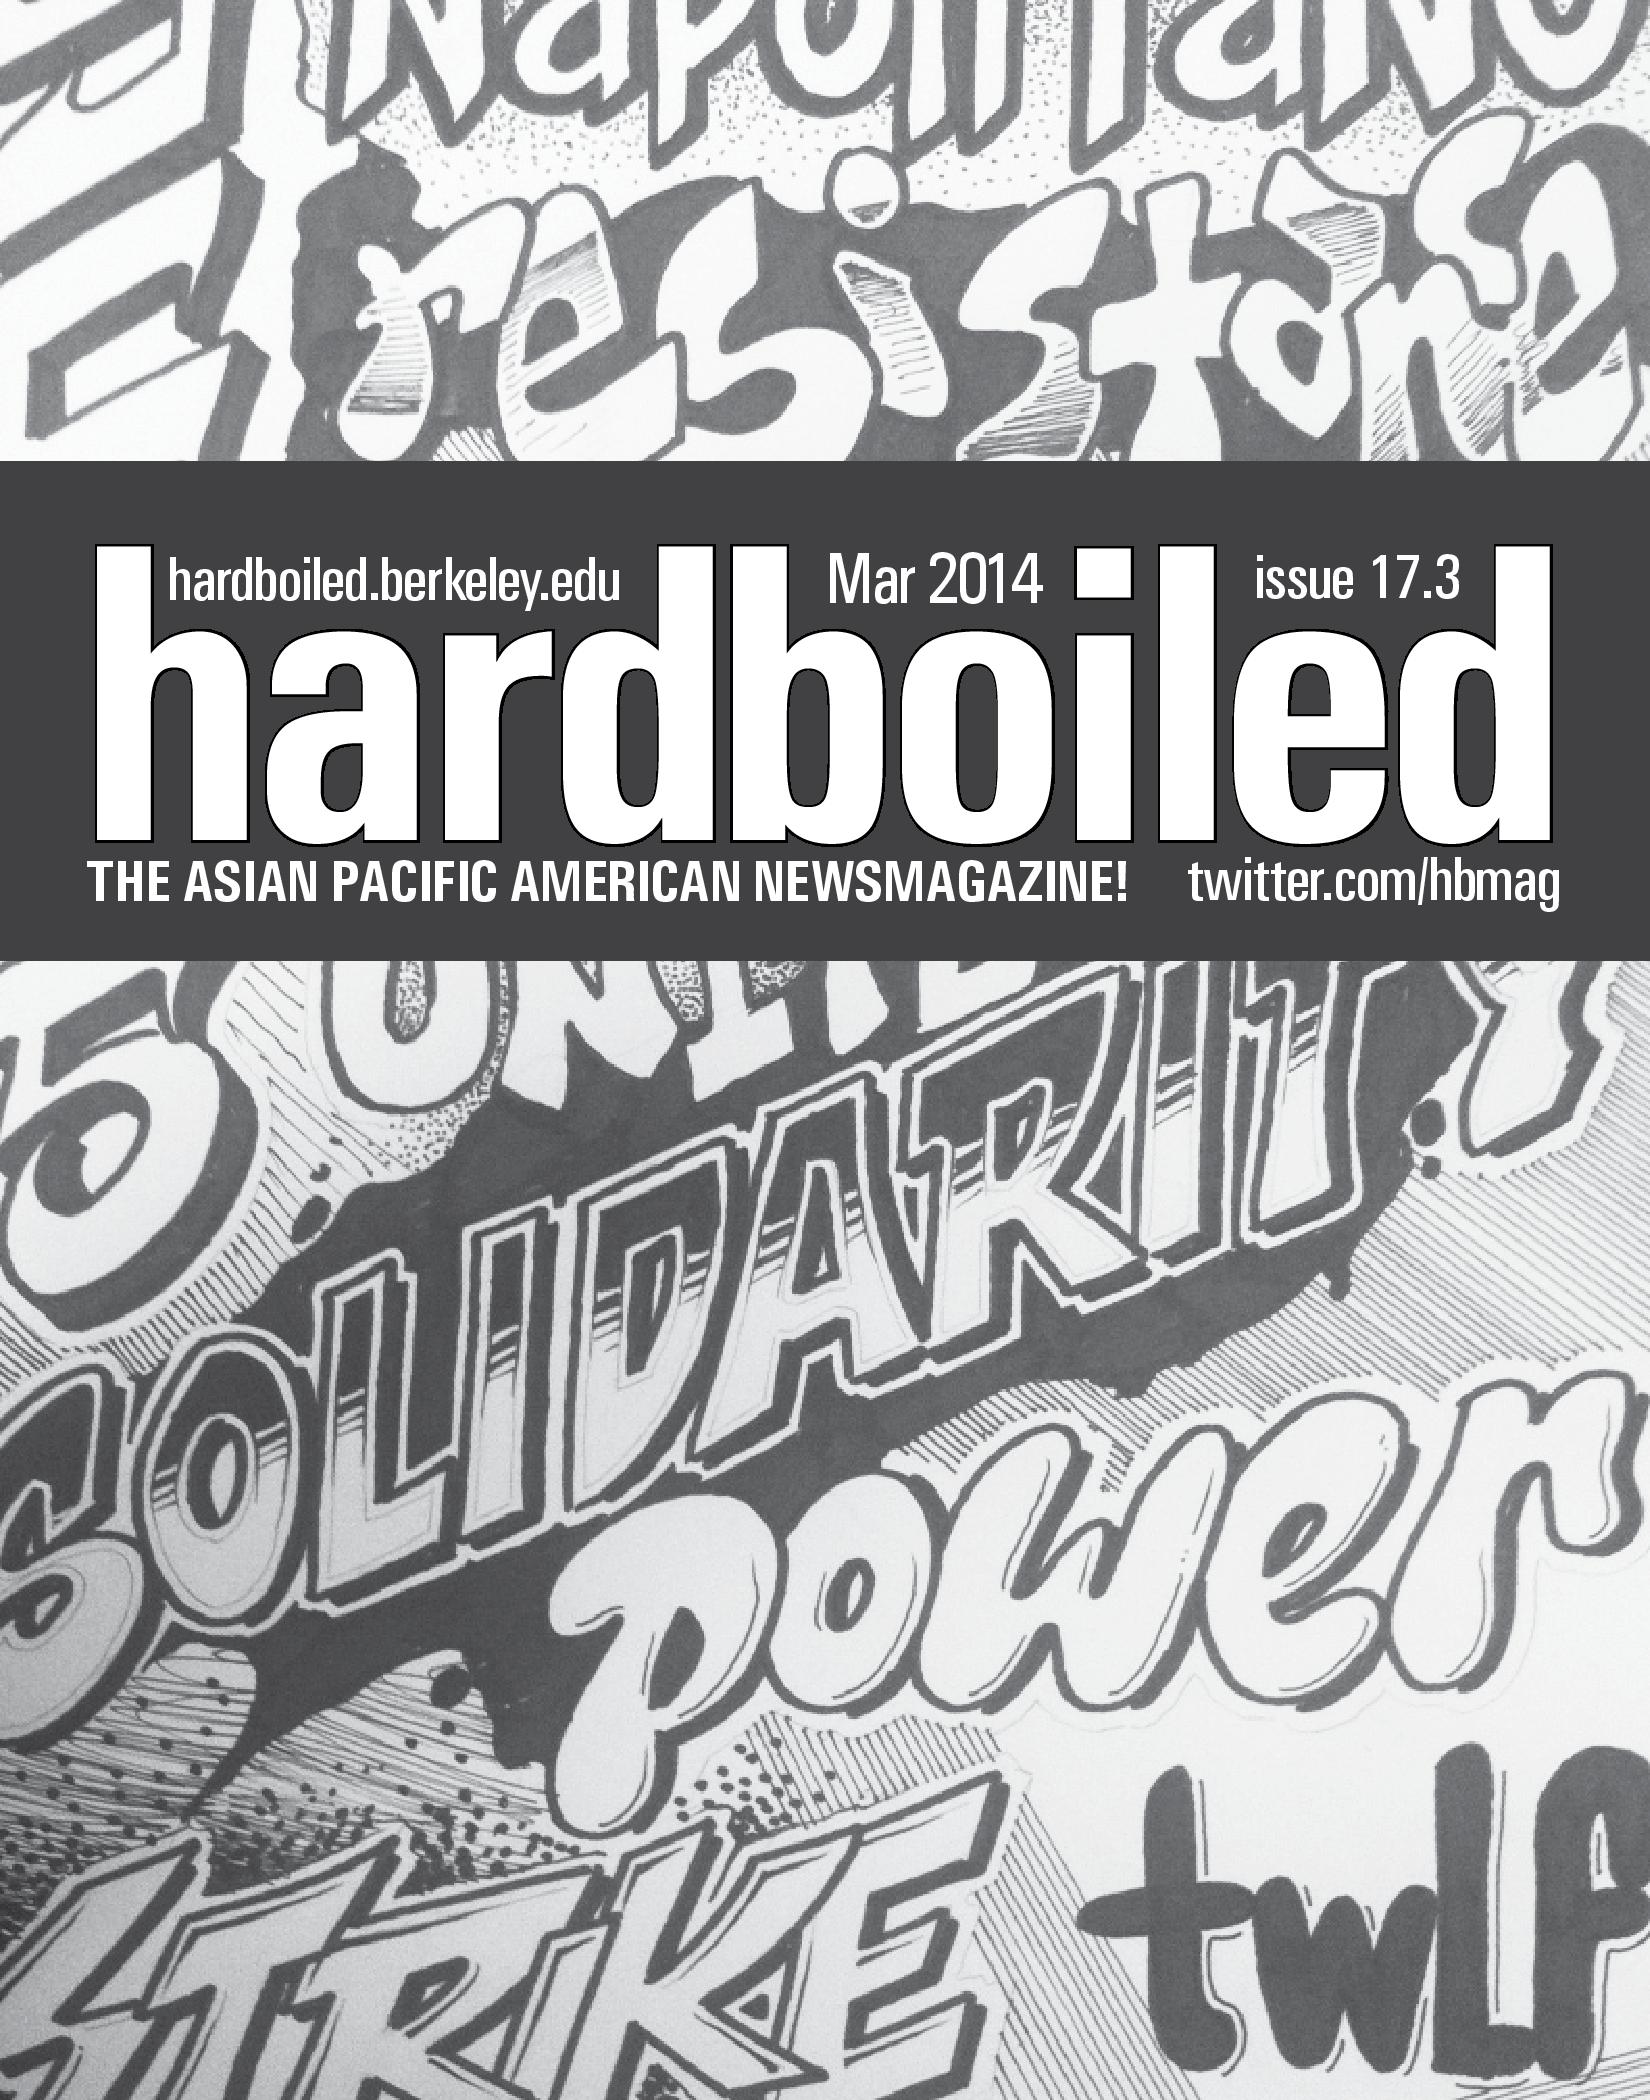 Napolitano
resistance
hardboiled.berkeley.edu
Mar 2014
issue 17.3
hardboiled
THE ASIAN PACIFIC AMERICAN NEWSMAGAZINE!
twitter.com/hbmag
SOLIDARITY
power
STRIKE
twLf